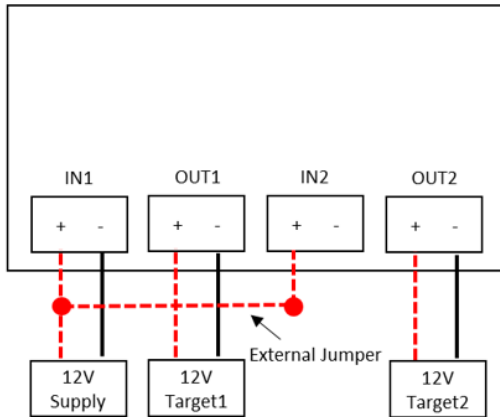 IN1 OUT1 IN2 OUT2
+ - + - + - + -
External Jumper
12V 12V 12V
Supply Target1 Target2